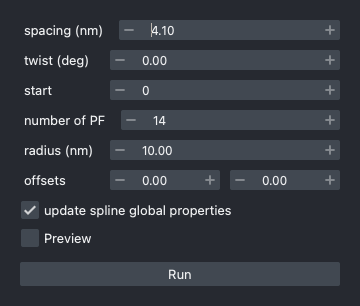 spacing (nm) 4.10
twist (deg) 0.00
start 0
number of PF 14
radius (nm) 10.00
offsets 0.00 0.00
update spline global properties
Preview
Run